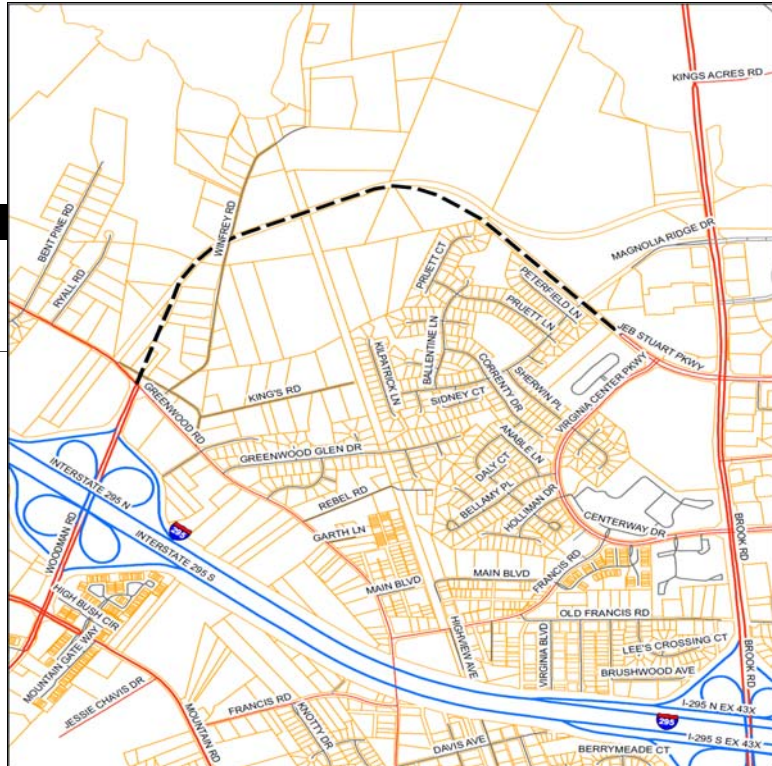 KINGS ACRES RD
BENT PINE RD
RYALL RD
WINFREY RD
MAGNOLIA RIDGE DR
PRUETT CT
PETERFIELD LN
PRUETT LN
JEB STUART PKWY
KILPATRICK LN
BALLENTINE LN
CORRENTY DR
SHERWIN PL
VIRGINIA CENTER PKWY
GREENWOOD RD
KING'S RD
SIDNEY CT
GREENWOOD GLEN DR
ANABLE LN
DALY CT
INTERSTATE 295 N
REBEL RD
BELLAMY PL
HOLLIMAN DR
295
GARTH LN
CENTERWAY DR
WOODMAN RD
INTERSTATE 295 S
BROOK RD
MAIN BLVD
MAIN BLVD
FRANCIS RD
HIGH BUSH CIR
OLD FRANCIS RD
MOUNTAIN GATE WAY
HIGHVIEW AVE
VIRGINIA BLVD
LEE'S CROSSING CT
BRUSHWOOD AVE
BROOK RD
JESSIE CHAVIS DR
FRANCIS RD
MOUNTAIN RD
KNOTTY DR
I-295 N EX 43X
295
I-295 S EX 43X
DAVIS AVE
BERRYMEADE CT